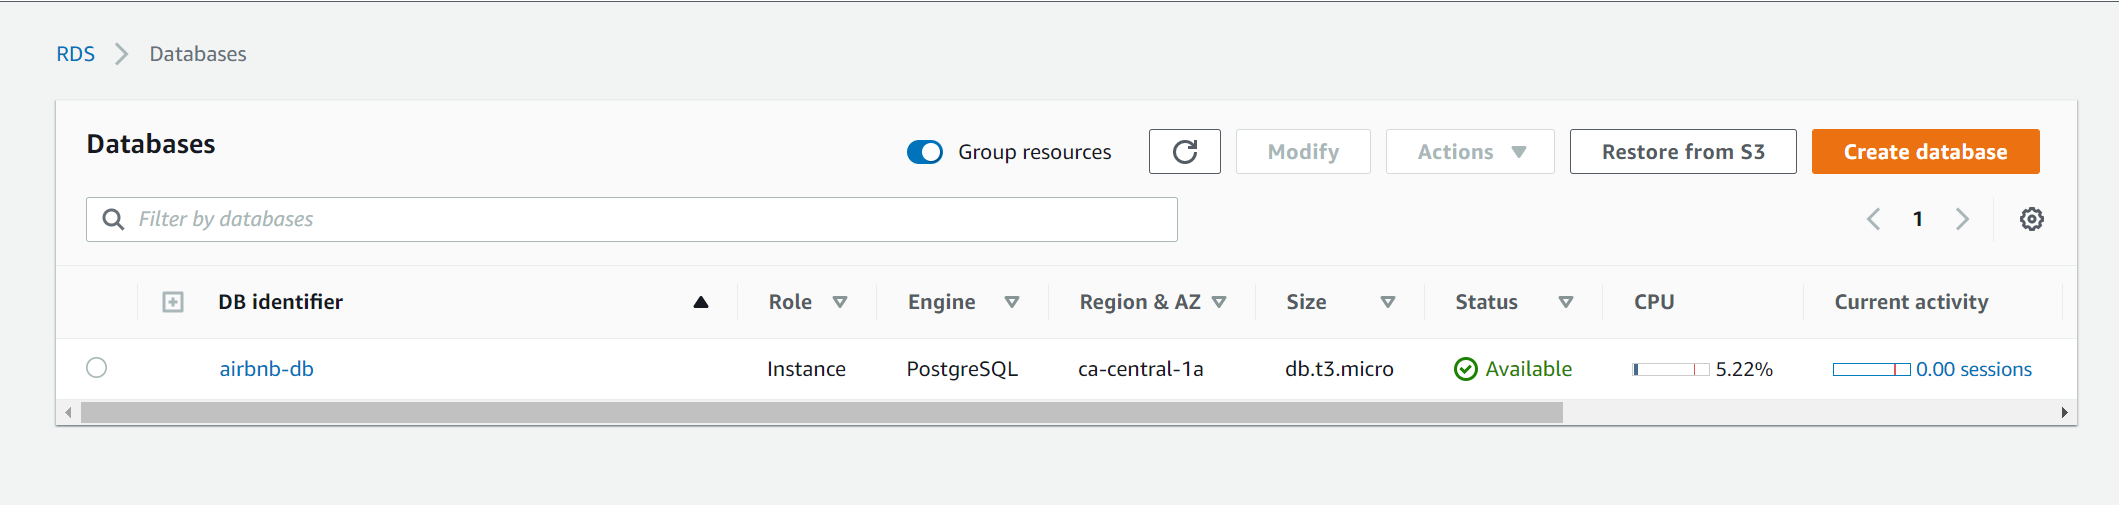 RDS > Databases
Databases
Group resources Modify Actions Restore from S3 Create database
Filter by databases 1
DB identifier Role Engine Region & AZ Size Status CPU Current activity
airbnb-db Instance PostgreSQL ca-central-1a db.t3.micro Available 5.22% 0.00 sessions